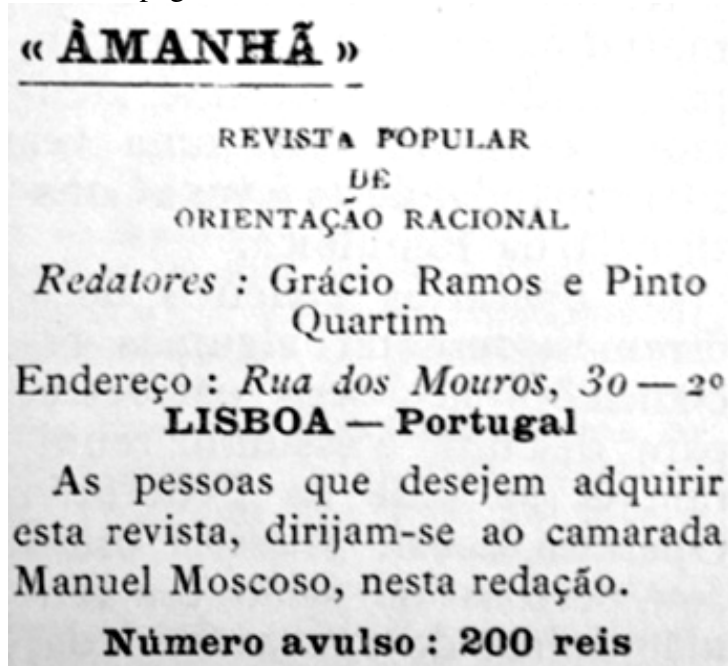 « ÀMANHÃ »
REVISTA POPULAR
DE
ORIENTAÇÃO RACIONAL
Redatores : Grácio Ramos e Pinto
Quartim
Endereço : Rua dos Mouros, 30 — 2º
LISBOA — Portugal
As pessoas que desejem adquirir
esta revista, dirijam-se ao camarada
Manuel Moscoso, nesta redação.
Número avulso : 200 reis